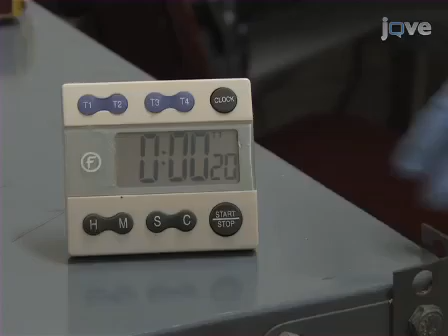 jove
T1 T2 T3 T4 CLOCK
F 0:00 20
H M S C START
STOP